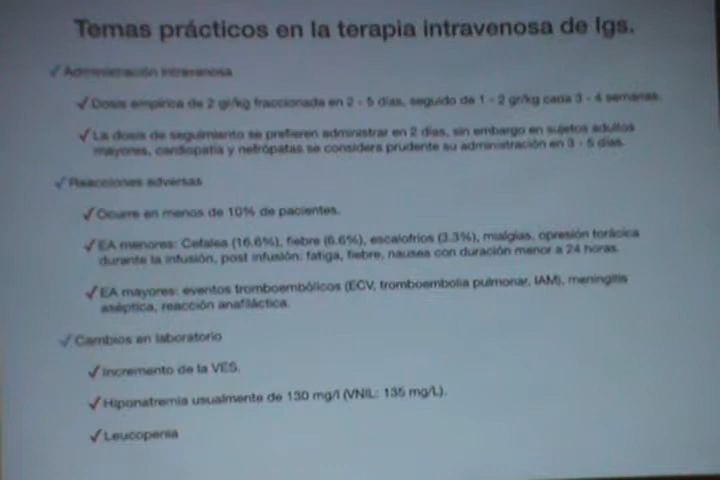 Temas prácticos en la terapia intravenosa de Igs.
✓ Administración intravenosa
✓ Dosis empírica de 2 gr/kg fraccionada en 2 - 5 días, seguido de 1 - 2 gr/kg cada 3 - 4 semanas.
✓ La dosis de seguimiento se prefieren administrar en 2 días, sin embargo en sujetos adultos
mayores, cardiopatía y nefrópatas se considera prudente su administración en 3 - 5 días.
✓ Reacciones adversas
✓ Ocurre en menos de 10% de pacientes.
✓ EA menores: Cefalea (16.6%), fiebre (6.6%), escalofríos (3.3%), mialgias, opresión torácica
durante la infusión, post infusión: fatiga, fiebre, nausea con duración menor a 24 horas.
✓ EA mayores: eventos tromboembólicos (ECV, tromboembolia pulmonar, IAM), meningitis
aséptica, reacción anafiláctica.
✓ Cambios en laboratorio
✓ Incremento de la VES.
✓ Hiponatremia usualmente de 130 mg/l (VNIL: 135 mg/L).
✓ Leucopenia